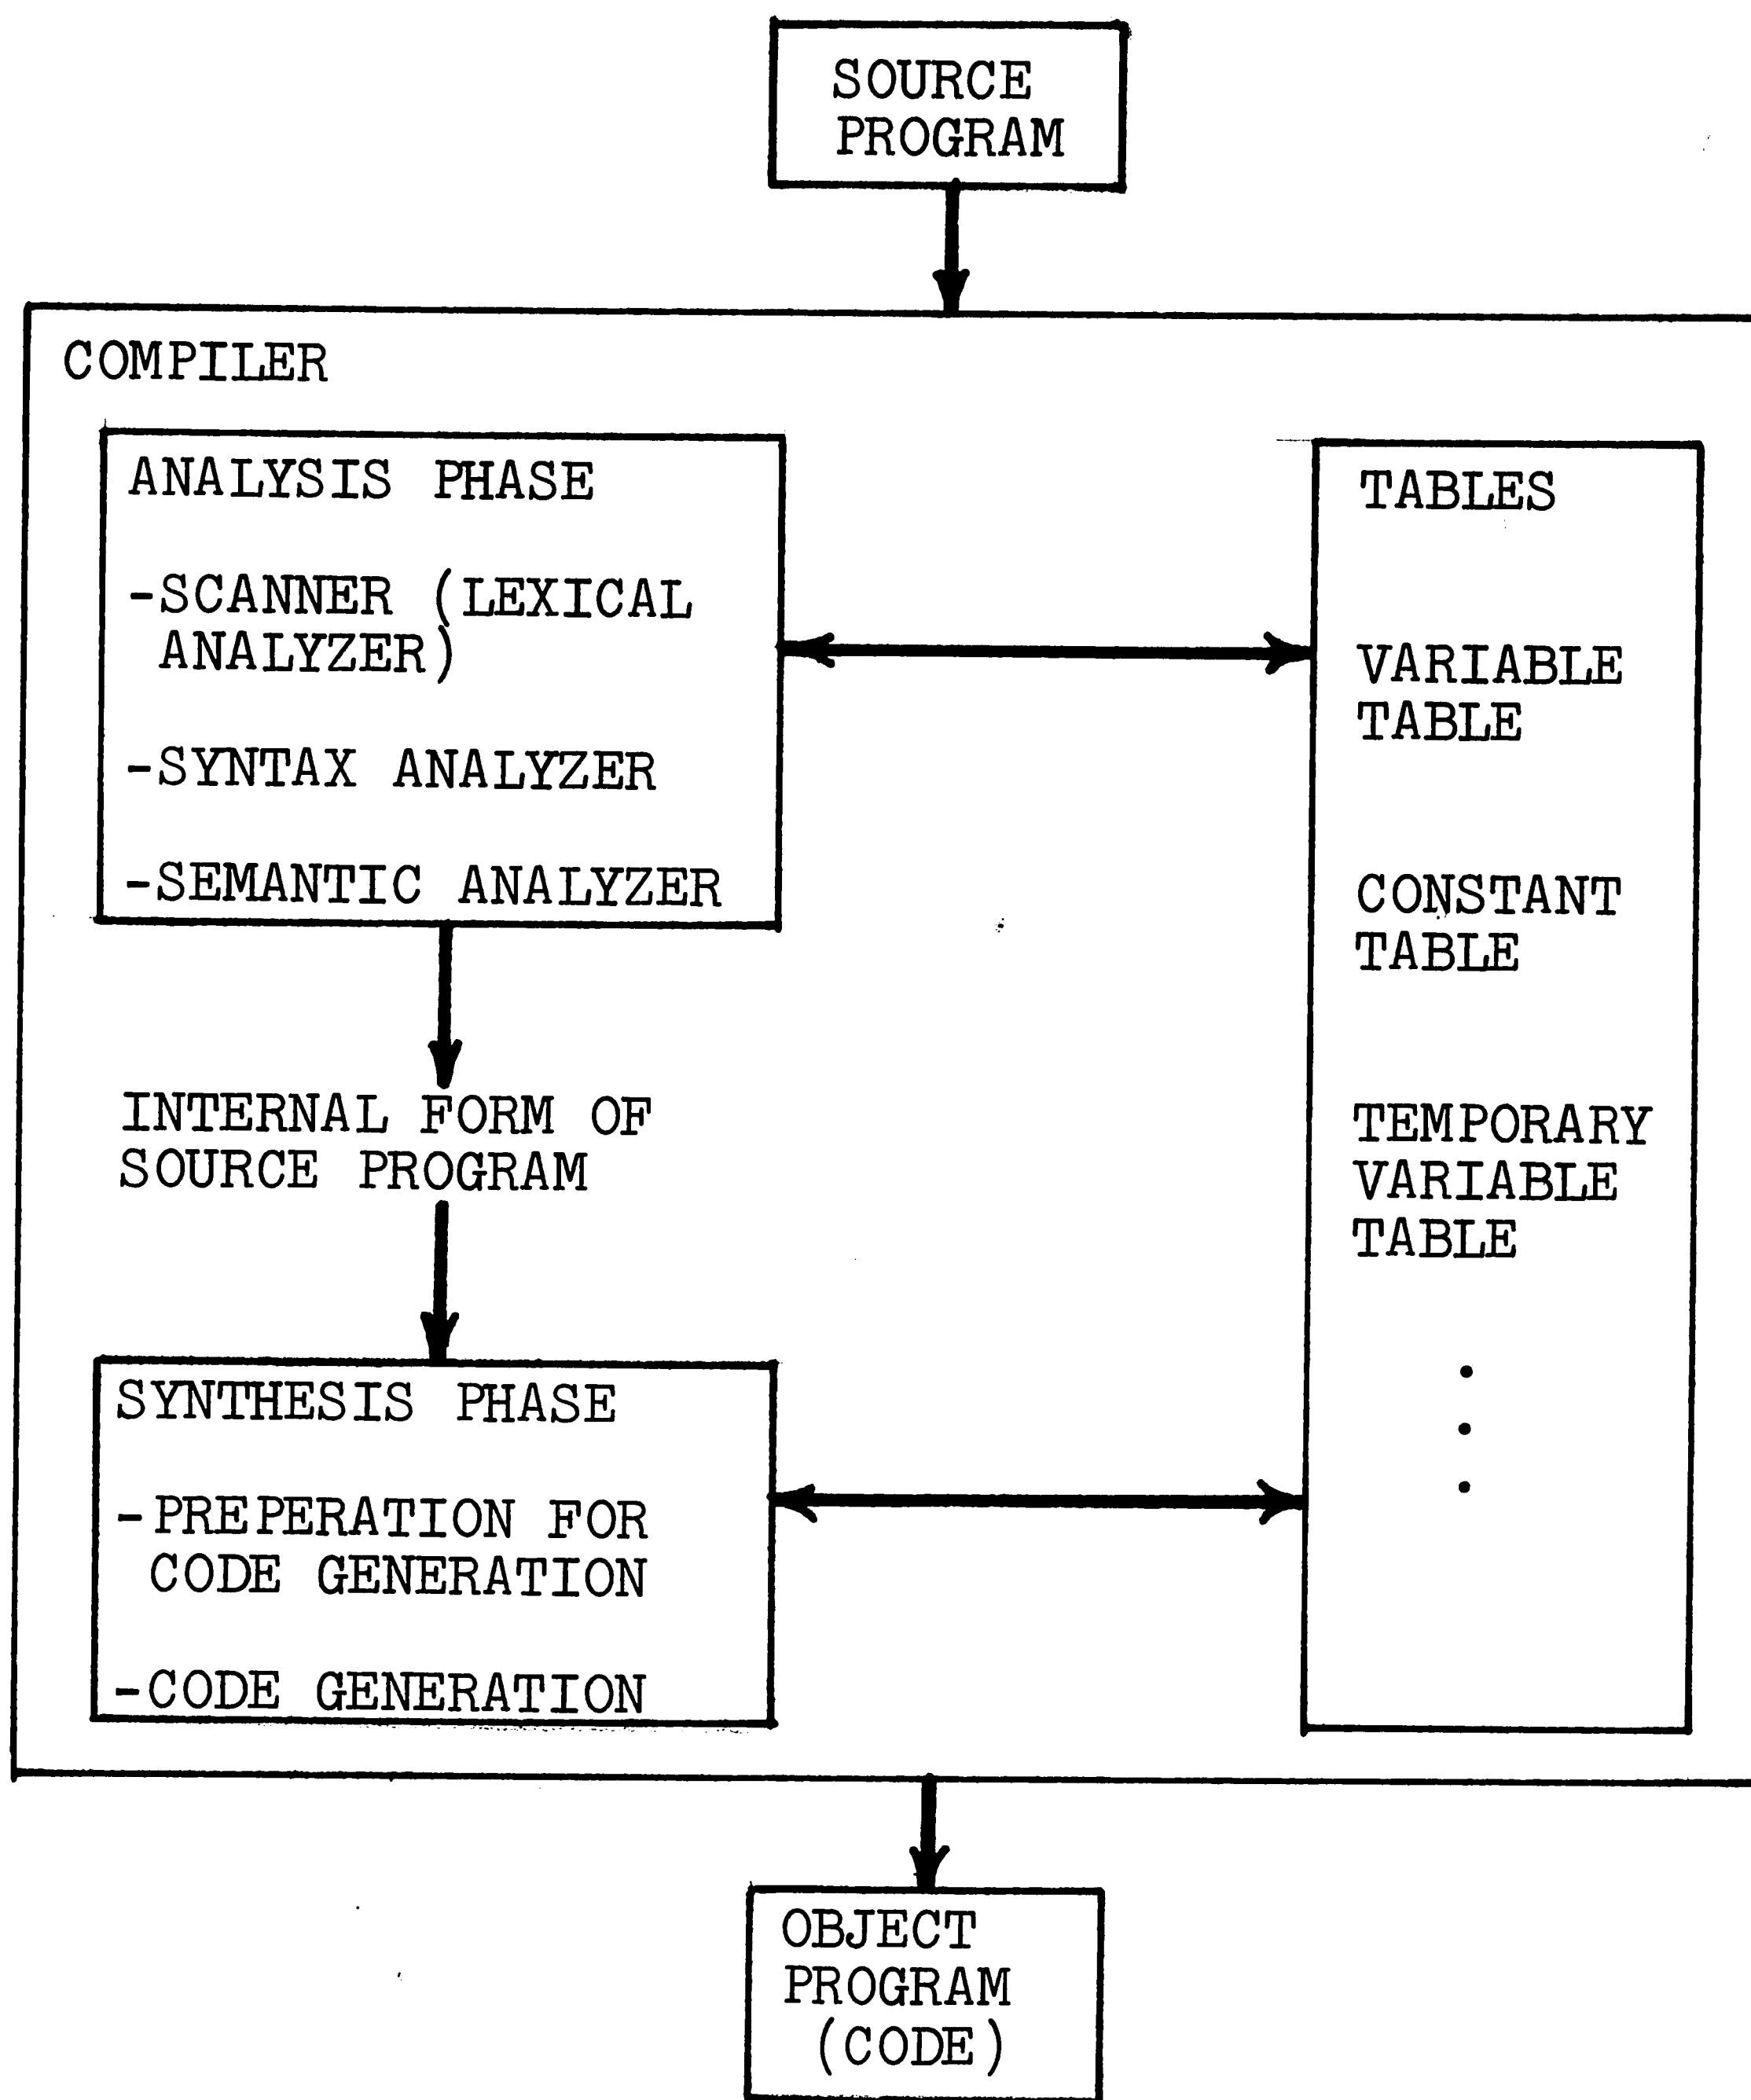 SOURCE
PROGRAM
COMPILER
ANALYSIS PHASE
-SCANNER (LEXICAL
ANALYZER)
-SYNTAX ANALYZER
-SEMANTIC ANALYZER
INTERNAL FORM OF
SOURCE PROGRAM
SYNTHESIS PHASE
-PREPERATION FOR
CODE GENERATION
-CODE GENERATION
TABLES
VARIABLE
TABLE
CONSTANT
TABLE
TEMPORARY
VARIABLE
TABLE
.
.
.
OBJECT
PROGRAM
(CODE)